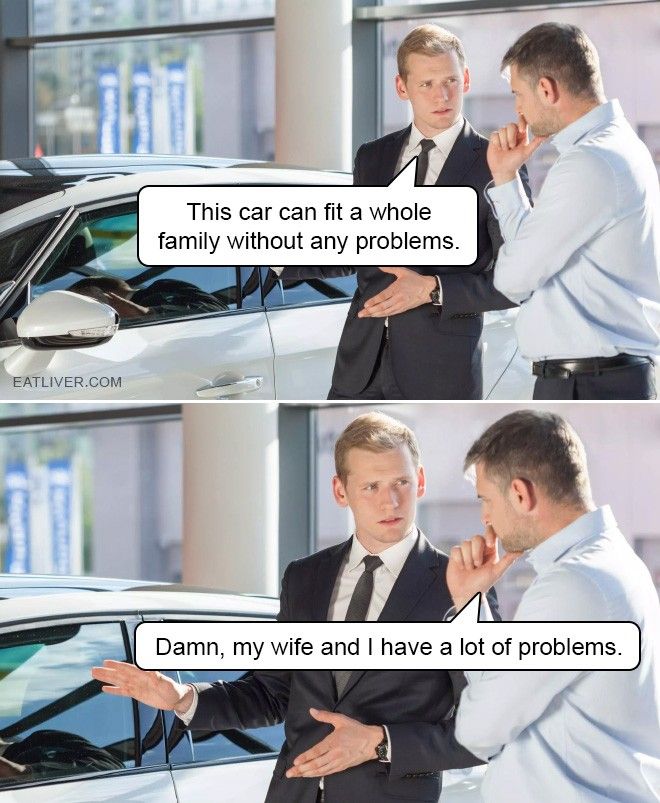 This car can fit a whole
family without any problems.
EATLIVER.COM
Damn, my wife and I have a lot of problems.